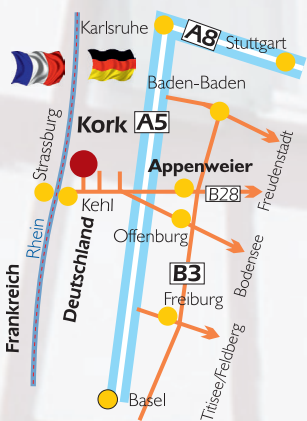 Karlsruhe
A8
Stuttgart
Baden-Baden
Kork
A5
Strassburg
Appenweier
Freudenstadt
Kehl
B28
Rhein
Deutschland
Offenburg
Bodensee
Frankreich
B3
Freiburg
Titisee/Feldberg
Basel